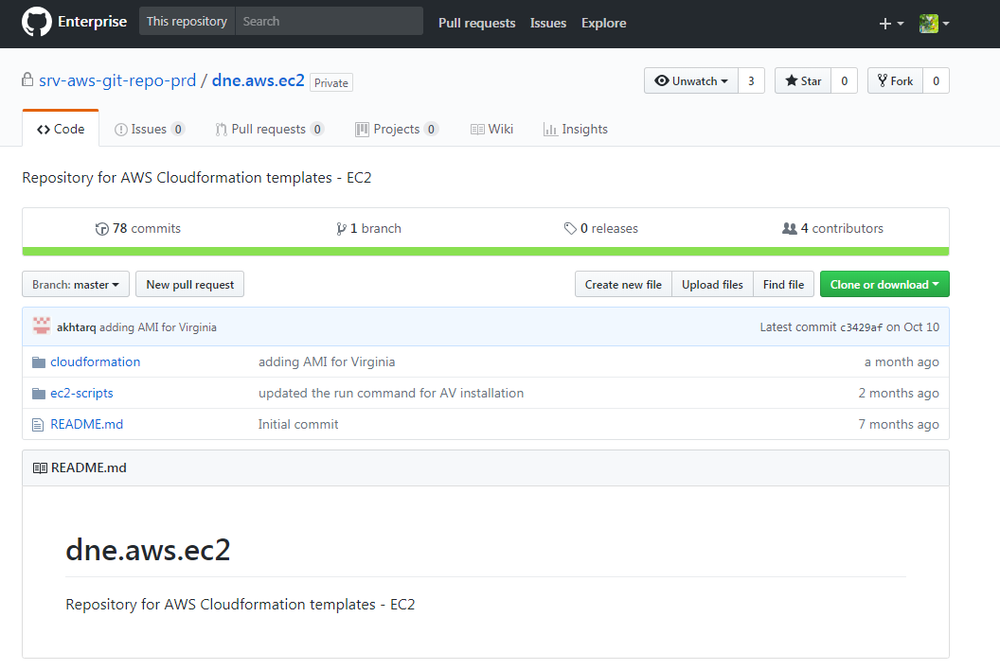 Enterprise This repository Search Pull requests Issues Explore
srv-aws-git-repo-prd / dne.aws.ec2 Private Unwatch 3 Star 0 Fork 0
Code Issues 0 Pull requests 0 Projects 0 Wiki Insights
Repository for AWS Cloudformation templates - EC2
78 commits 1 branch 0 releases 4 contributors
Branch: master New pull request Create new file Upload files Find file Clone or download
akhtarq adding AMI for Virginia Latest commit c3429af on Oct 10
cloudformation adding AMI for Virginia a month ago
ec2-scripts updated the run command for AV installation 2 months ago
README.md Initial commit 7 months ago
README.md
dne.aws.ec2
Repository for AWS Cloudformation templates - EC2